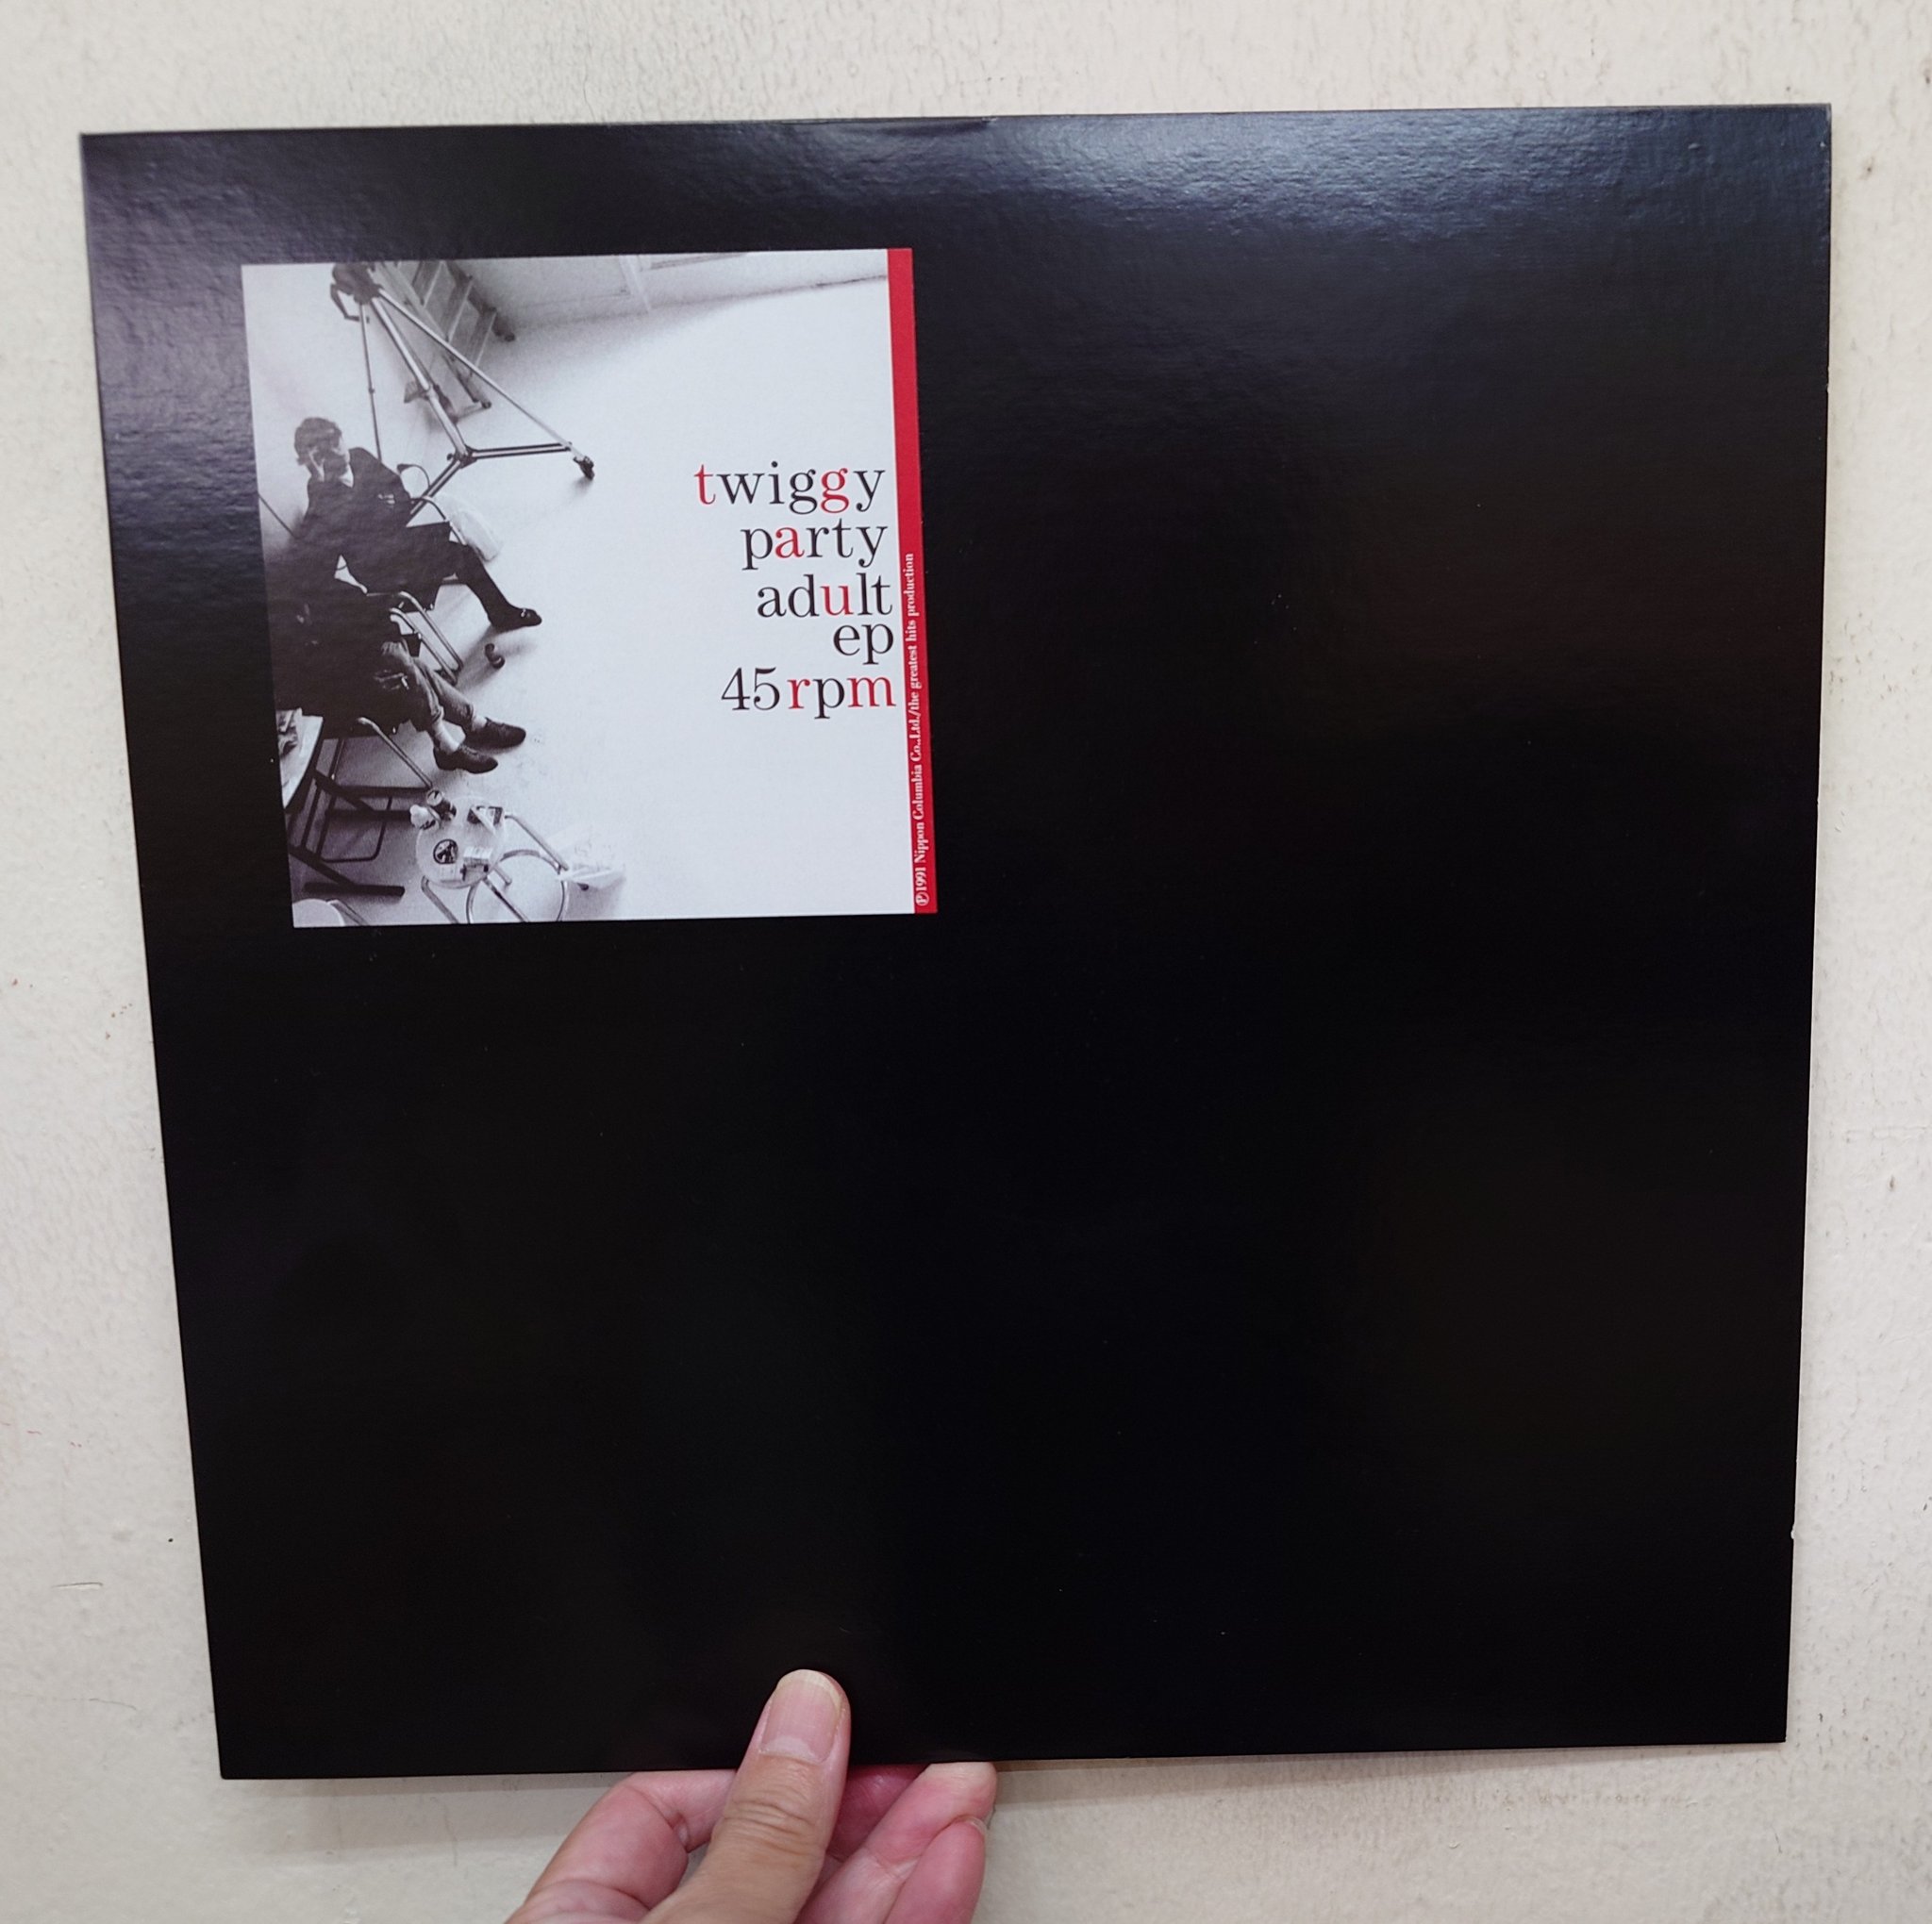 twiggy
party
adult
ep
45rpm
℗1991 Nippon Columbia Co.,Ltd./the greatest hits production